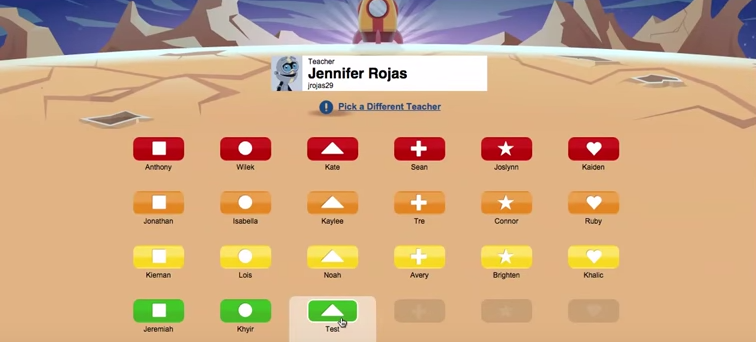 Teacher
Jennifer Rojas
jrojas29
Pick a Different Teacher
Anthony Wilek Kate Sean Joslynn Kaiden
Jonathan Isabella Kaylee Tre Connor Ruby
Kiernan Lois Noah Avery Brighten Khalic
Jeremiah Khyir Test